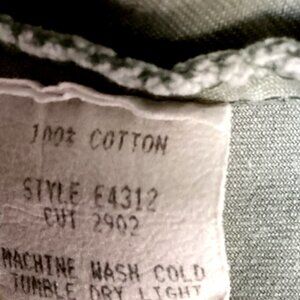 100% COTTON
STYLE E4312
CUT 2902
MACHINE WASH COLD
TUMBLE DRY LIGHT